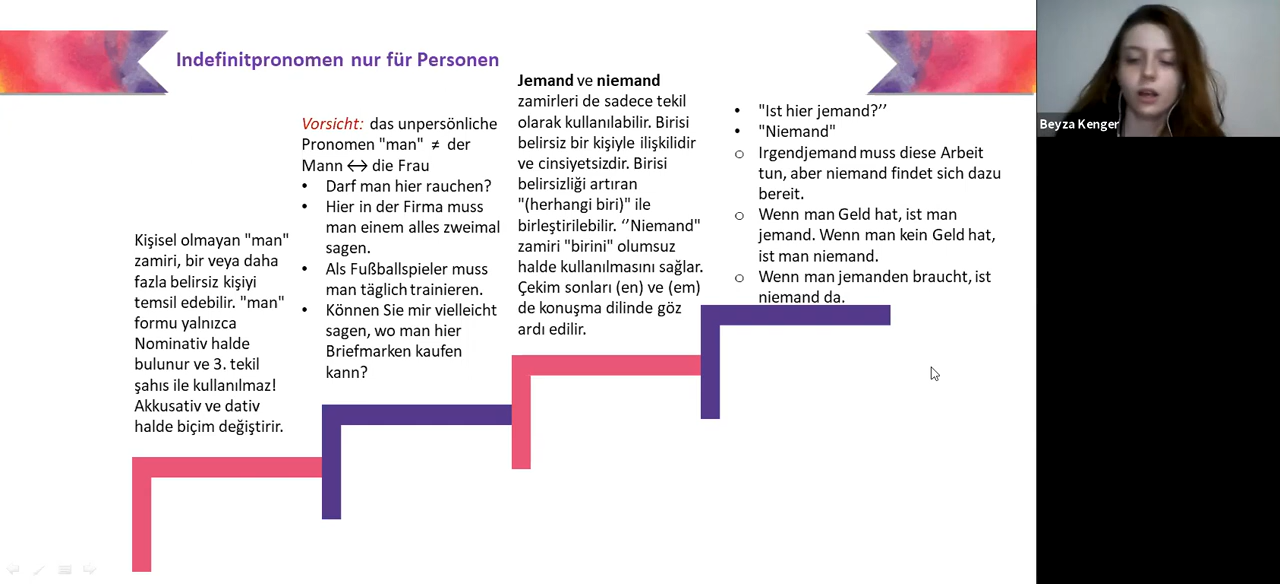 Indefinitpronomen nur für Personen
Kişisel olmayan "man"
zamiri, bir veya daha
fazla belirsiz kişiyi
temsil edebilir. "man"
formu yalnızca
Nominativ halde
bulunur ve 3. tekil
şahıs ile kullanılmaz!
Akkusativ ve dativ
halde biçim değiştirir.
Vorsicht: das unpersönliche
Pronomen "man" ≠ der
Mann ↔ die Frau
• Darf man hier rauchen?
• Hier in der Firma muss
man einem alles zweimal
sagen.
• Als Fußballspieler muss
man täglich trainieren.
• Können Sie mir vielleicht
sagen, wo man hier
Briefmarken kaufen
kann?
Jemand ve niemand
zamirleri de sadece tekil
olarak kullanılabilir. Birisi
belirsiz bir kişiyle ilişkilidir
ve cinsiyetsizdir. Birisi
belirsizliği artıran
"(herhangi biri)" ile
birleştirilebilir. ‘’Niemand"
zamiri "birini" olumsuz
halde kullanılmasını sağlar.
Çekim sonları (en) ve (em)
de konuşma dilinde göz
ardı edilir.
• "Ist hier jemand?’’
• "Niemand"
o Irgendjemand muss diese Arbeit
tun, aber niemand findet sich dazu
bereit.
o Wenn man Geld hat, ist man
jemand. Wenn man kein Geld hat,
ist man niemand.
o Wenn man jemanden braucht, ist
niemand da.
Beyza Kenger